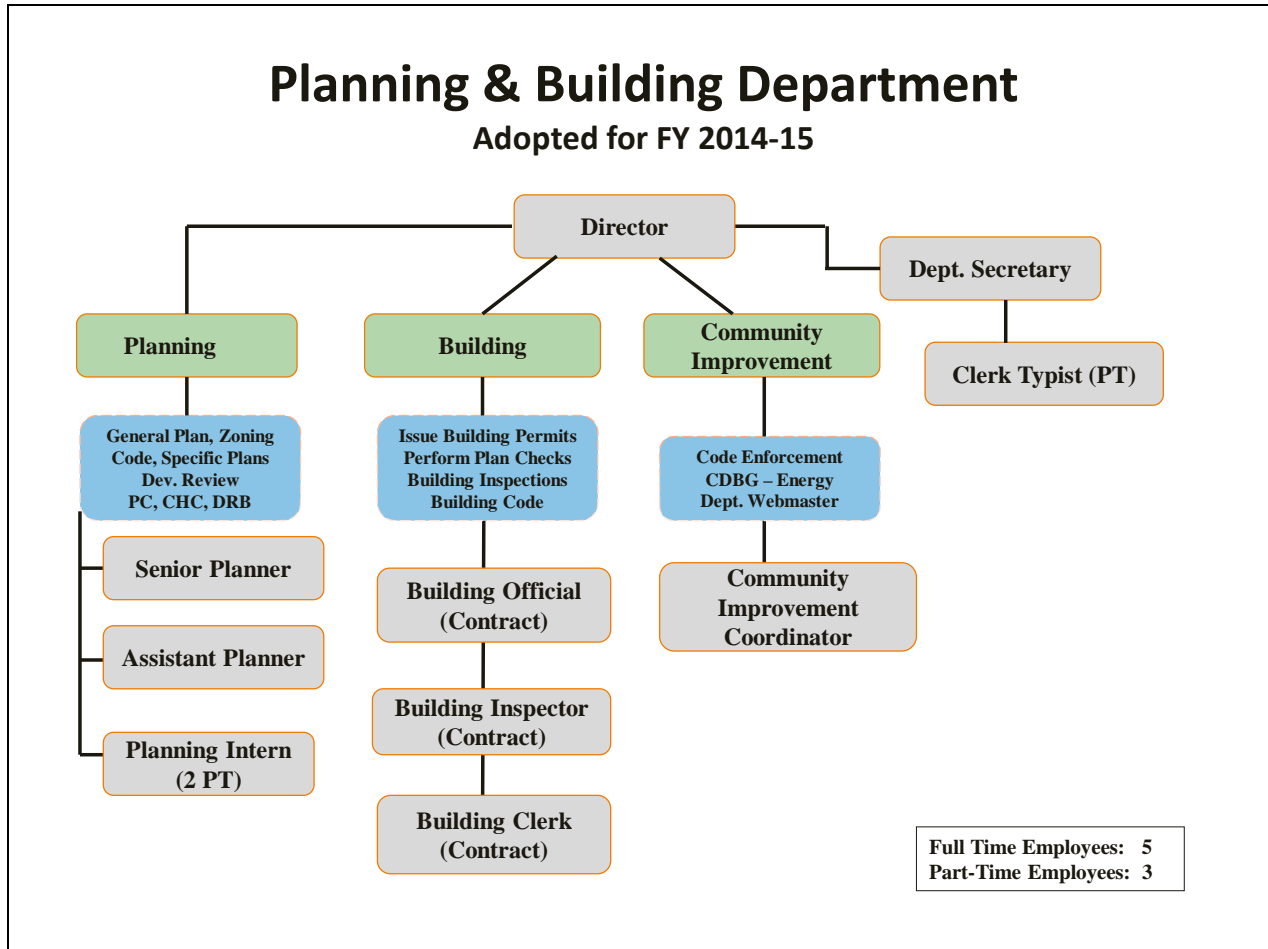 Planning & Building Department
Adopted for FY 2014-15
Director
Dept. Secretary
Clerk Typist (PT)
Planning
General Plan, Zoning
Code, Specific Plans
Dev. Review
PC, CHC, DRB
Senior Planner
Assistant Planner
Planning Intern
(2 PT)
Building
Issue Building Permits
Perform Plan Checks
Building Inspections
Building Code
Building Official
(Contract)
Building Inspector
(Contract)
Building Clerk
(Contract)
Community
Improvement
Code Enforcement
CDBG – Energy
Dept. Webmaster
Community
Improvement
Coordinator
Full Time Employees: 5
Part-Time Employees: 3